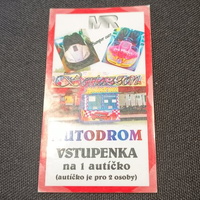 AUTODROM
VSTUPENKA
na 1 autíčko
(autíčko je pro 2 osoby)